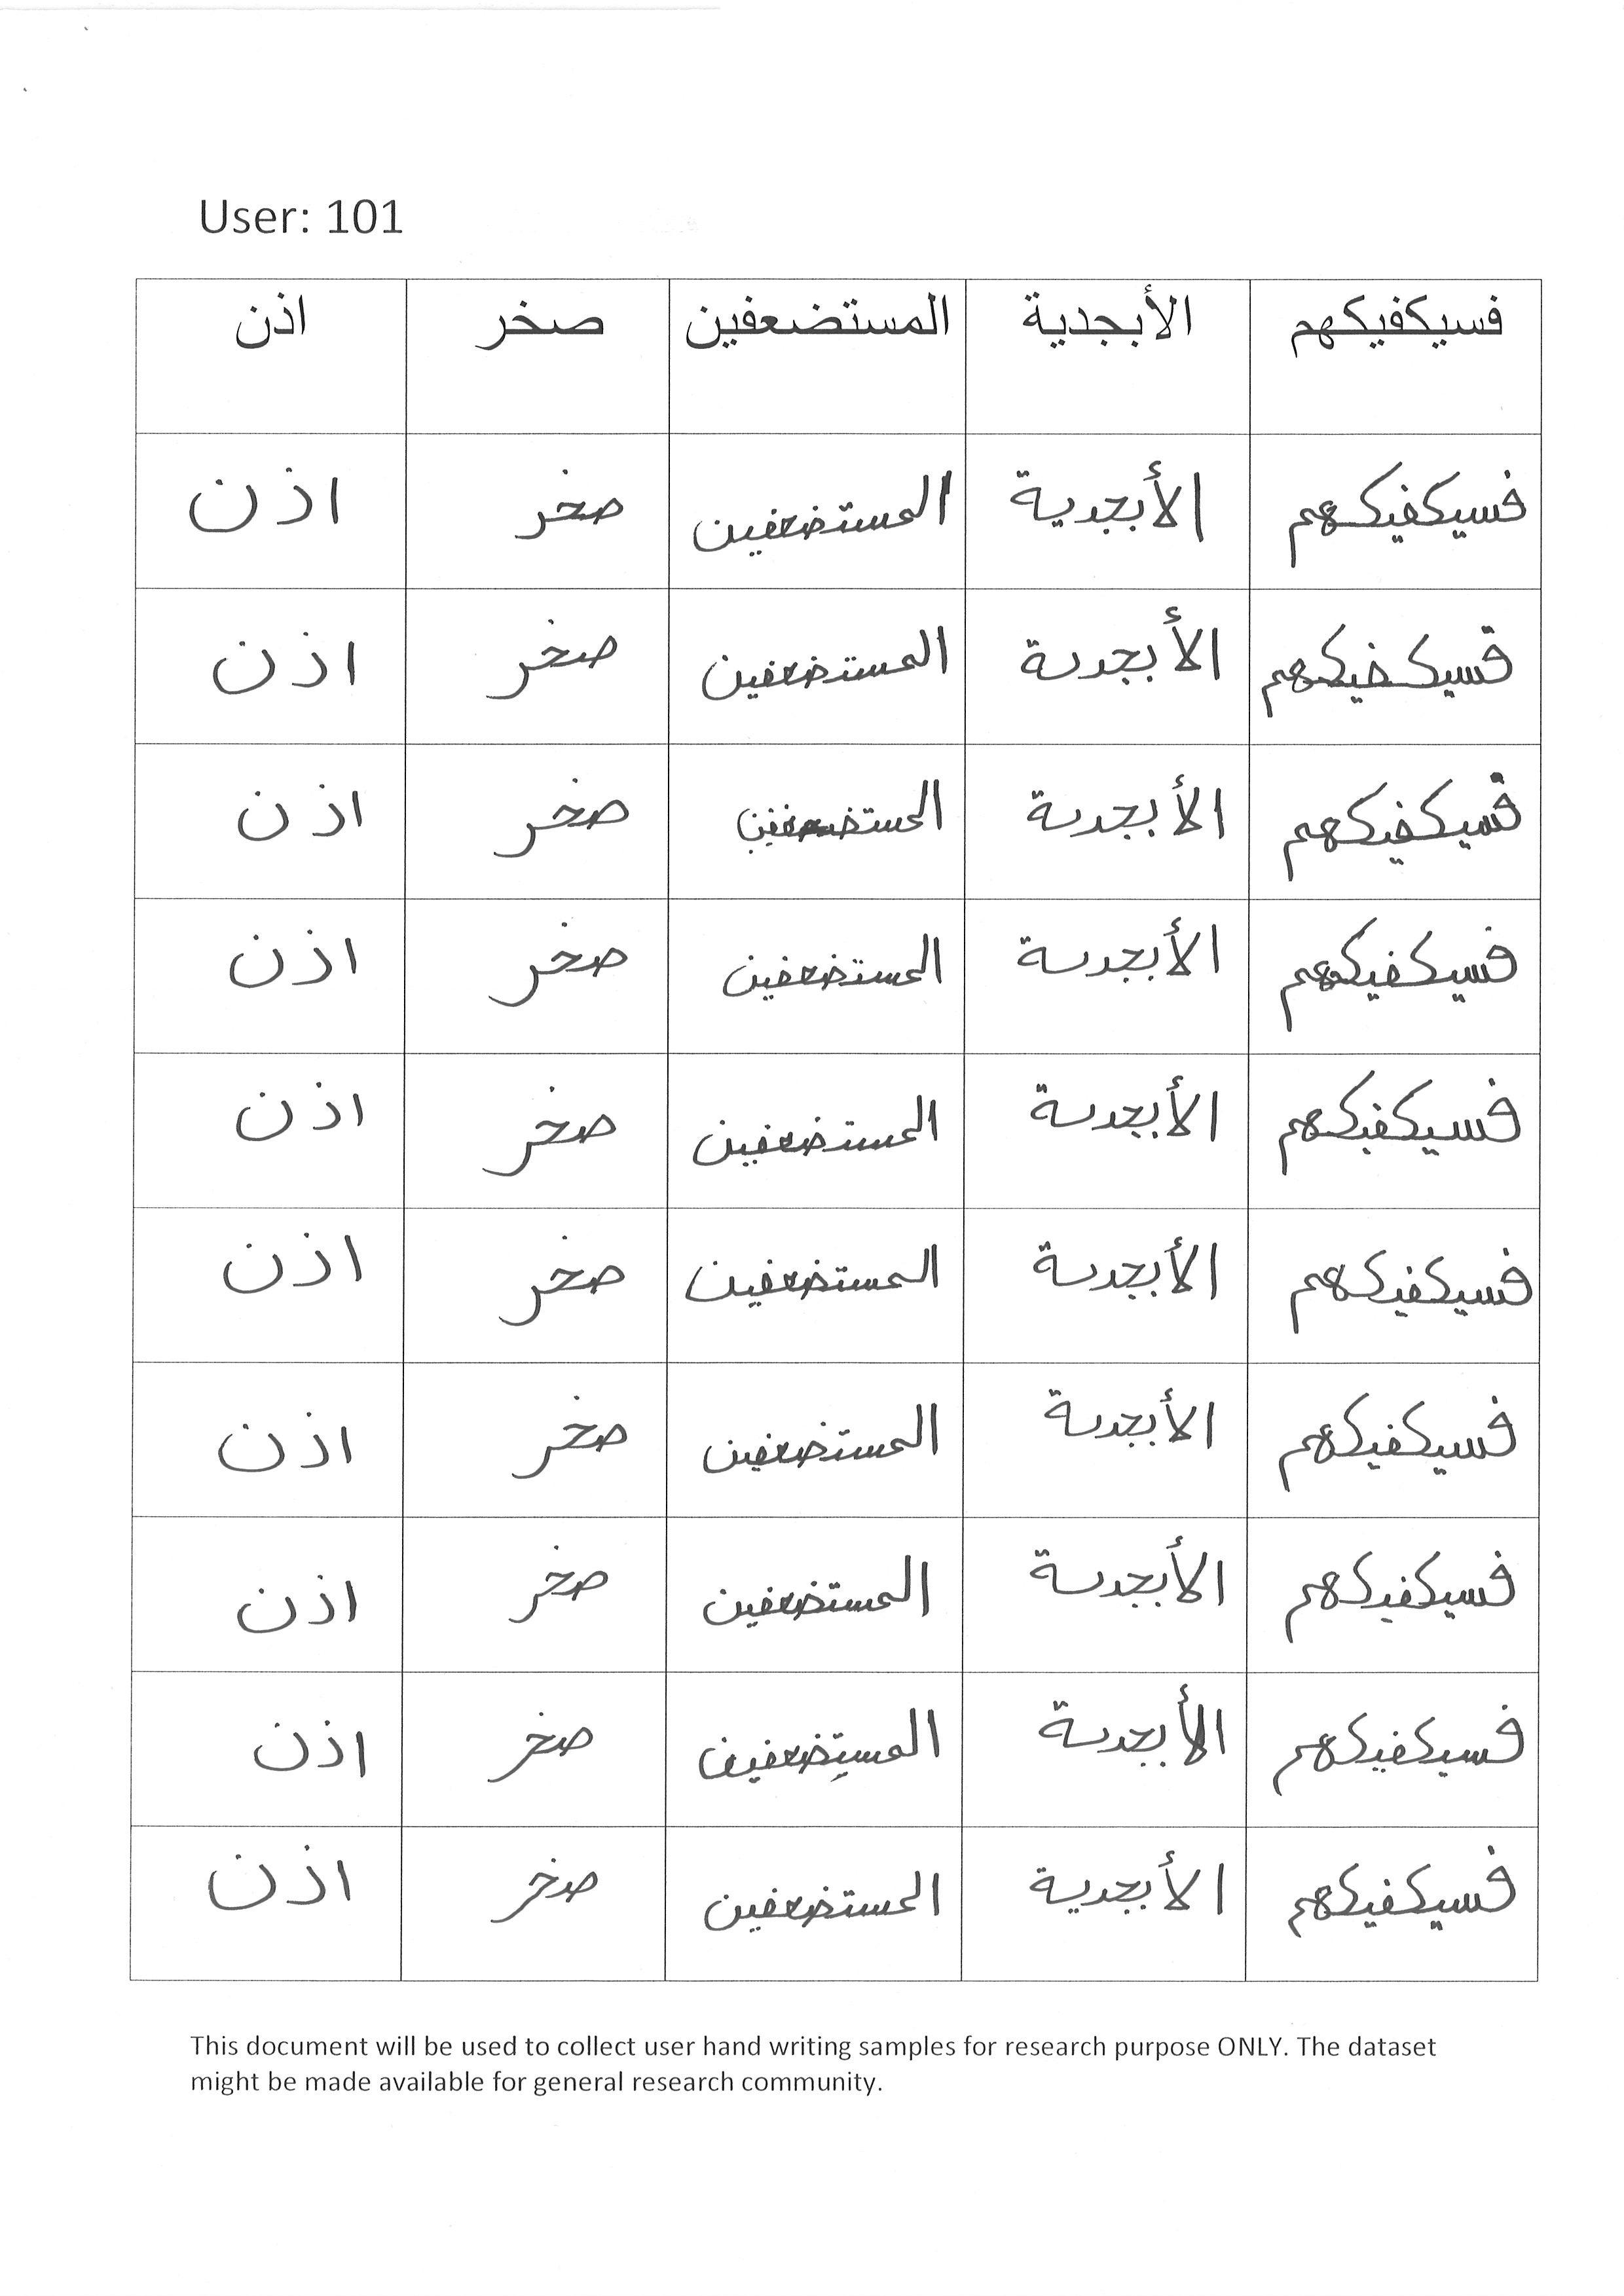 User: 101
فسيكفيكهم الأبجدية المستضعفين صخر اذن
فسيكفيكهم الأبجدية المستضعفين صخر اذن
فسيكفيكهم الأبجدية المستضعفين صخر اذن
فسيكفيكهم الأبجدية المستضعفين صخر اذن
فسيكفيكهم الأبجدية المستضعفين صخر اذن
فسيكفيكهم الأبجدية المستضعفين صخر اذن
فسيكفيكهم الأبجدية المستضعفين صخر اذن
فسيكفيكهم الأبجدية المستضعفين صخر اذن
فسيكفيكهم الأبجدية المستضعفين صخر اذن
فسيكفيكهم الأبجدية المستضعفين صخر اذن
فسيكفيكهم الأبجدية المستضعفين صخر اذن
This document will be used to collect user hand writing samples for research purpose ONLY. The dataset
might be made available for general research community.